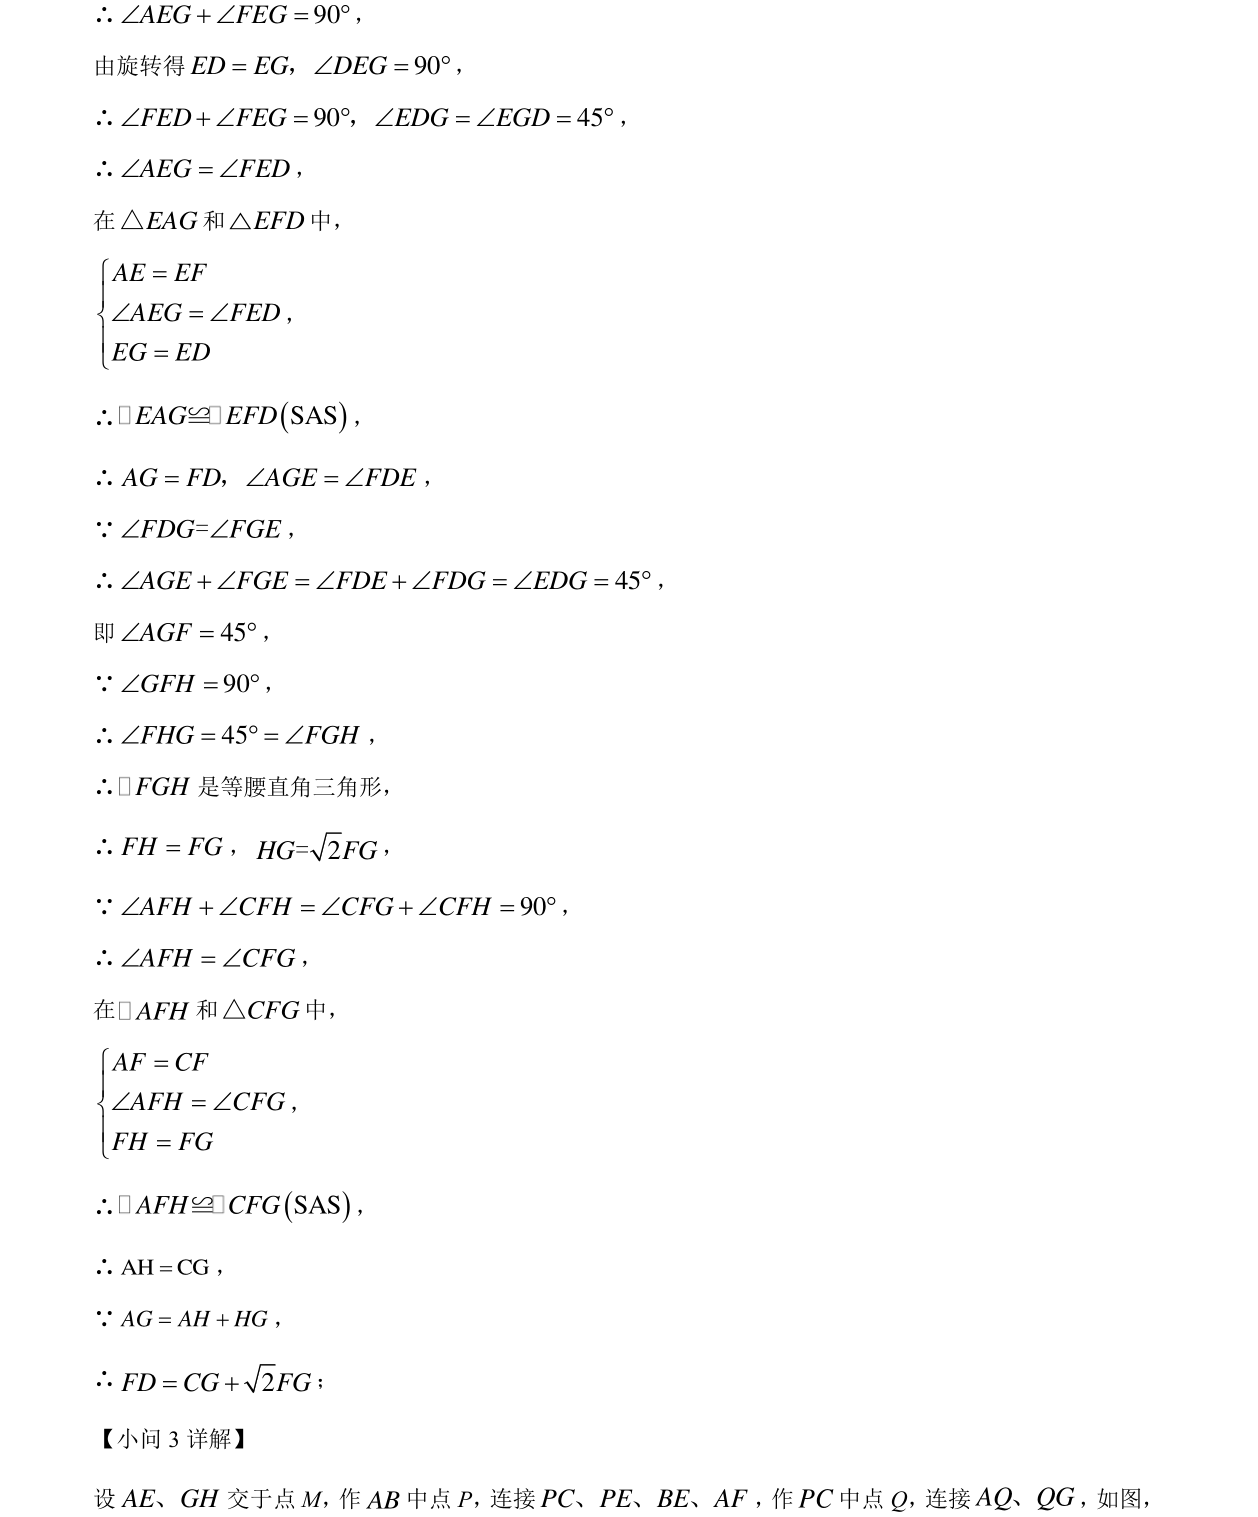 ∴ ∠AEG + ∠FEG = 90°，
由旋转得 ED = EG，∠DEG = 90°，
∴ ∠FED + ∠FEG = 90°，∠EDG = ∠EGD = 45°，
∴ ∠AEG = ∠FED，
在 △EAG 和 △EFD 中，
AE = EF
∠AEG = ∠FED，
EG = ED
∴ □EAG ≌ □EFD(SAS)，
∴ AG = FD，∠AGE = ∠FDE，
∵ ∠FDG=∠FGE，
∴ ∠AGE + ∠FGE = ∠FDE + ∠FDG = ∠EDG = 45°，
即 ∠AGF = 45°，
∵ ∠GFH = 90°，
∴ ∠FHG = 45° = ∠FGH，
∴ □FGH 是等腰直角三角形，
∴ FH = FG，HG=√2FG，
∵ ∠AFH + ∠CFH = ∠CFG + ∠CFH = 90°，
∴ ∠AFH = ∠CFG，
在 □AFH 和 △CFG 中，
AF = CF
∠AFH = ∠CFG，
FH = FG
∴ □AFH ≌ □CFG(SAS)，
∴ AH = CG，
∵ AG = AH + HG，
∴ FD = CG + √2FG；
【小问 3 详解】
设 AE、GH 交于点 M，作 AB 中点 P，连接 PC、PE、BE、AF，作 PC 中点 Q，连接 AQ、QG，如图，